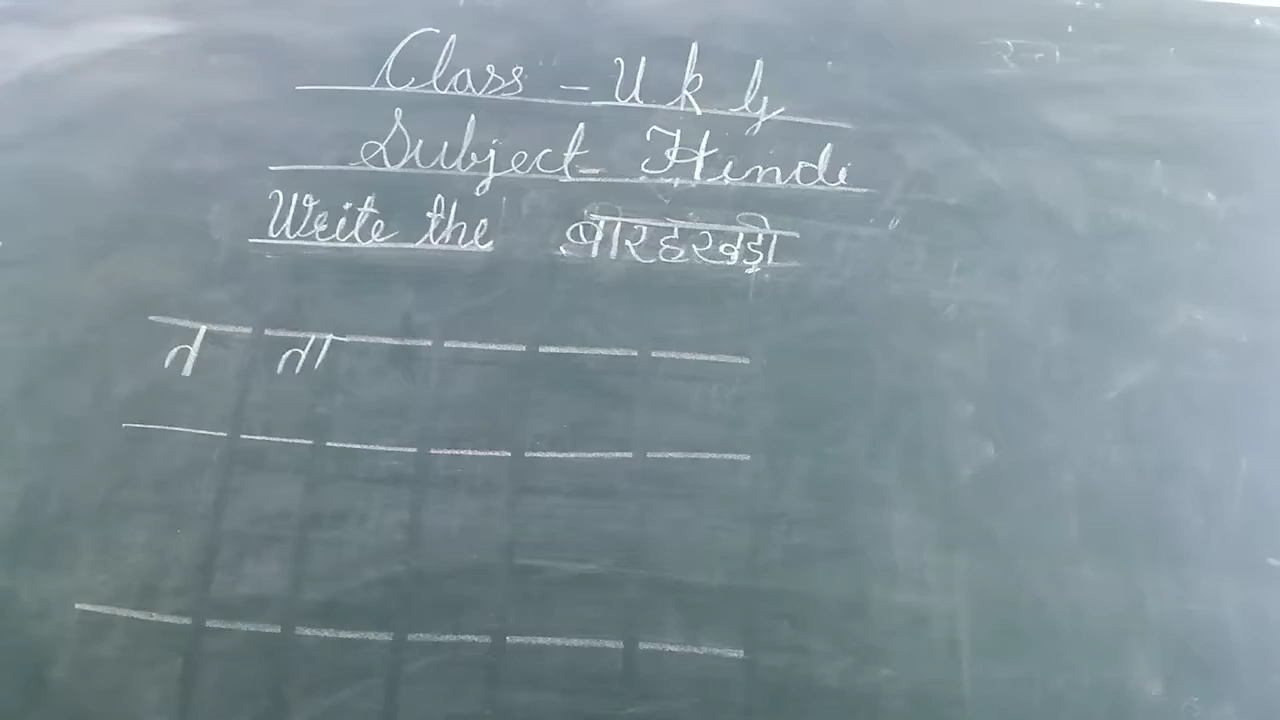 Class - U.k.G
Subject - Hindi
Write the बारहखड़ी
त ता